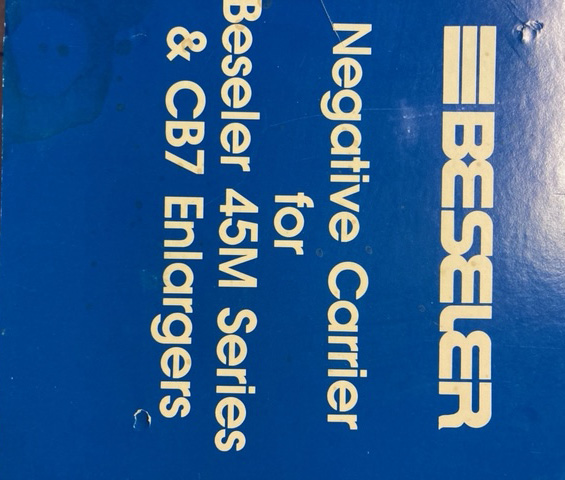 BESELER
Negative Carrier
for
Beseler 45M Series
& CB7 Enlargers